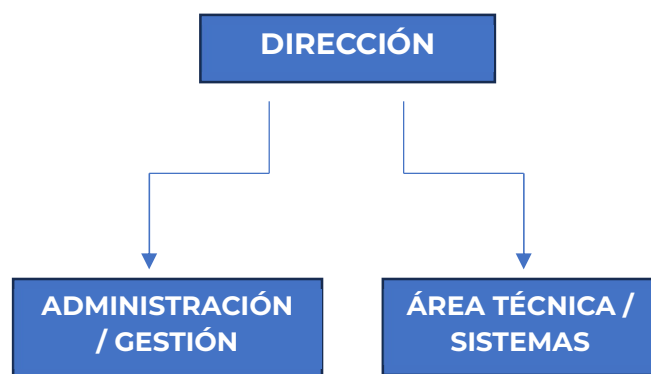 DIRECCIÓN
ADMINISTRACIÓN
/ GESTIÓN
ÁREA TÉCNICA /
SISTEMAS